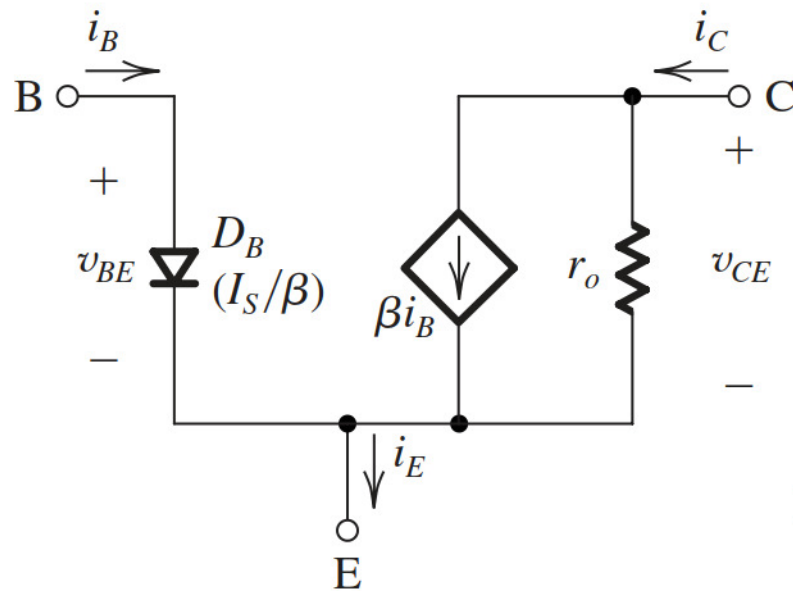 i_B
i_C
B
C
+
+
D_B
v_BE
(I_S/β)
βi_B
r_o
v_CE
−
−
i_E
E